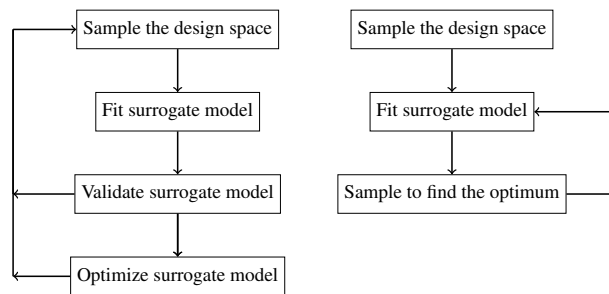 Sample the design space
Fit surrogate model
Validate surrogate model
Optimize surrogate model
Sample the design space
Fit surrogate model
Sample to find the optimum